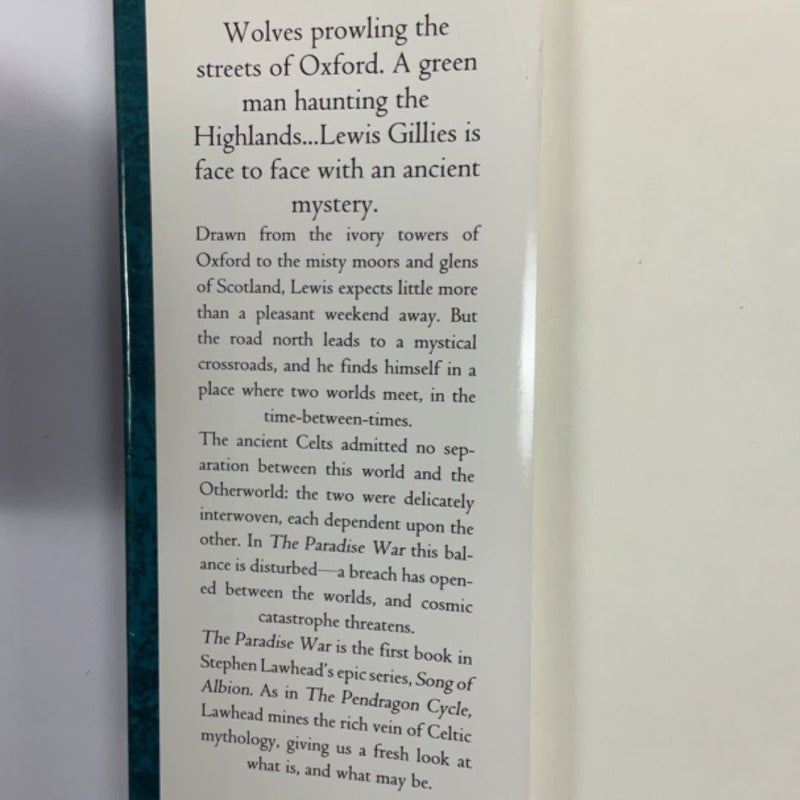 Wolves prowling the
streets of Oxford. A green
man haunting the
Highlands...Lewis Gillies is
face to face with an ancient
mystery.
Drawn from the ivory towers of
Oxford to the misty moors and glens
of Scotland, Lewis expects little more
than a pleasant weekend away. But
the road north leads to a mystical
crossroads, and he finds himself in a
place where two worlds meet, in the
time-between-times.
The ancient Celts admitted no sep-
aration between this world and the
Otherworld: the two were delicately
interwoven, each dependent upon the
other. In The Paradise War this bal-
ance is disturbed—a breach has open-
ed between the worlds, and cosmic
catastrophe threatens.
The Paradise War is the first book in
Stephen Lawhead's epic series, Song of
Albion. As in The Pendragon Cycle,
Lawhead mines the rich vein of Celtic
mythology, giving us a fresh look at
what is, and what may be.